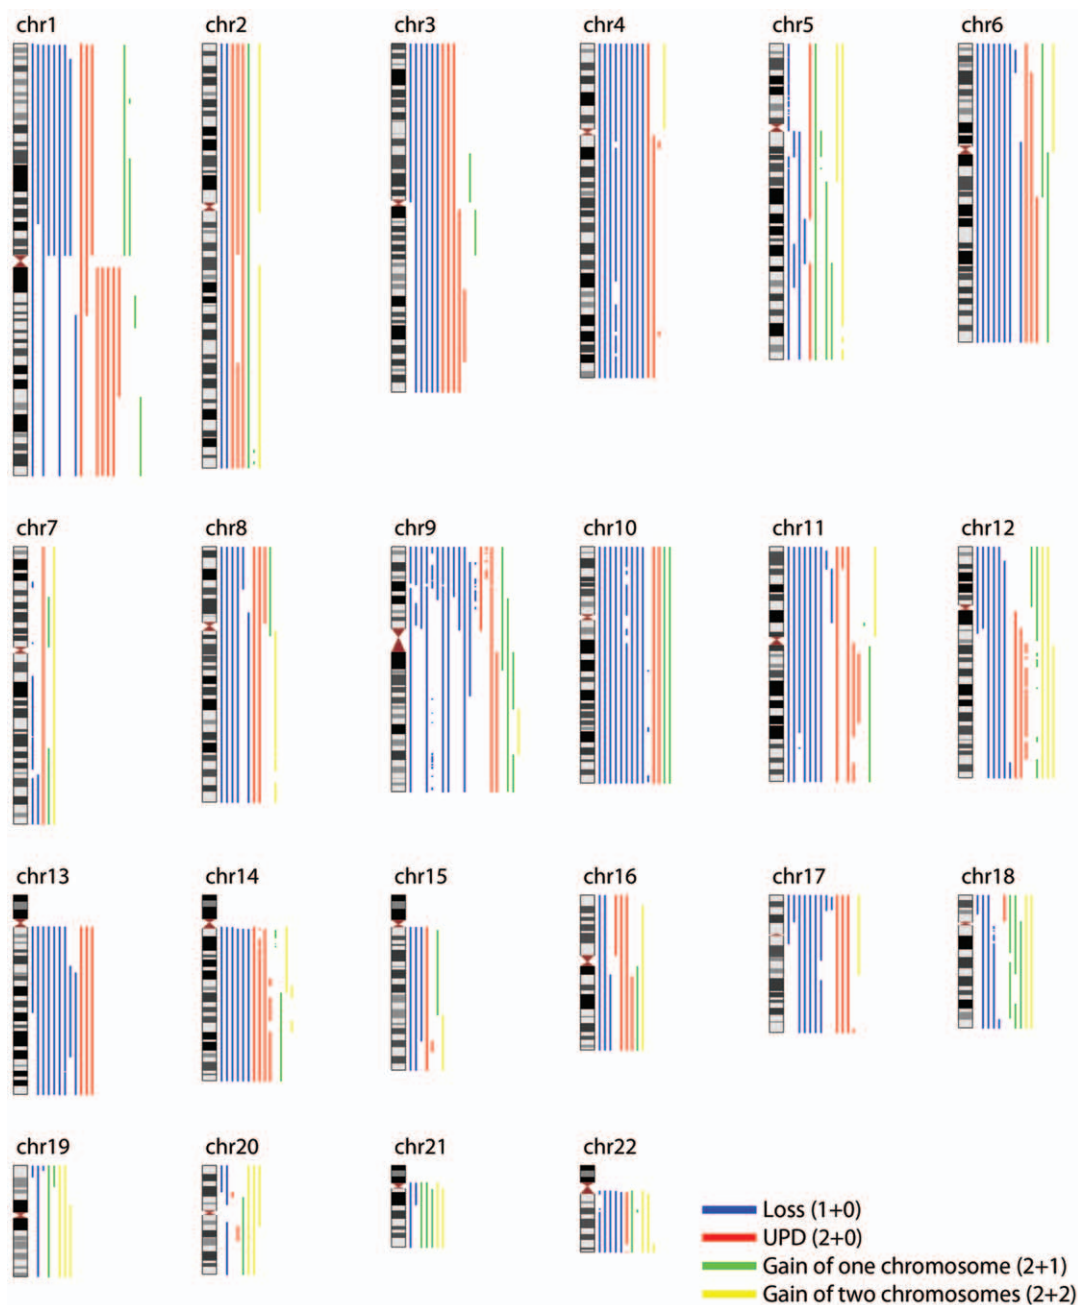 chr1 chr2 chr3 chr4 chr5 chr6
chr7 chr8 chr9 chr10 chr11 chr12
chr13 chr14 chr15 chr16 chr17 chr18
chr19 chr20 chr21 chr22
Loss (1+0)
UPD (2+0)
Gain of one chromosome (2+1)
Gain of two chromosomes (2+2)